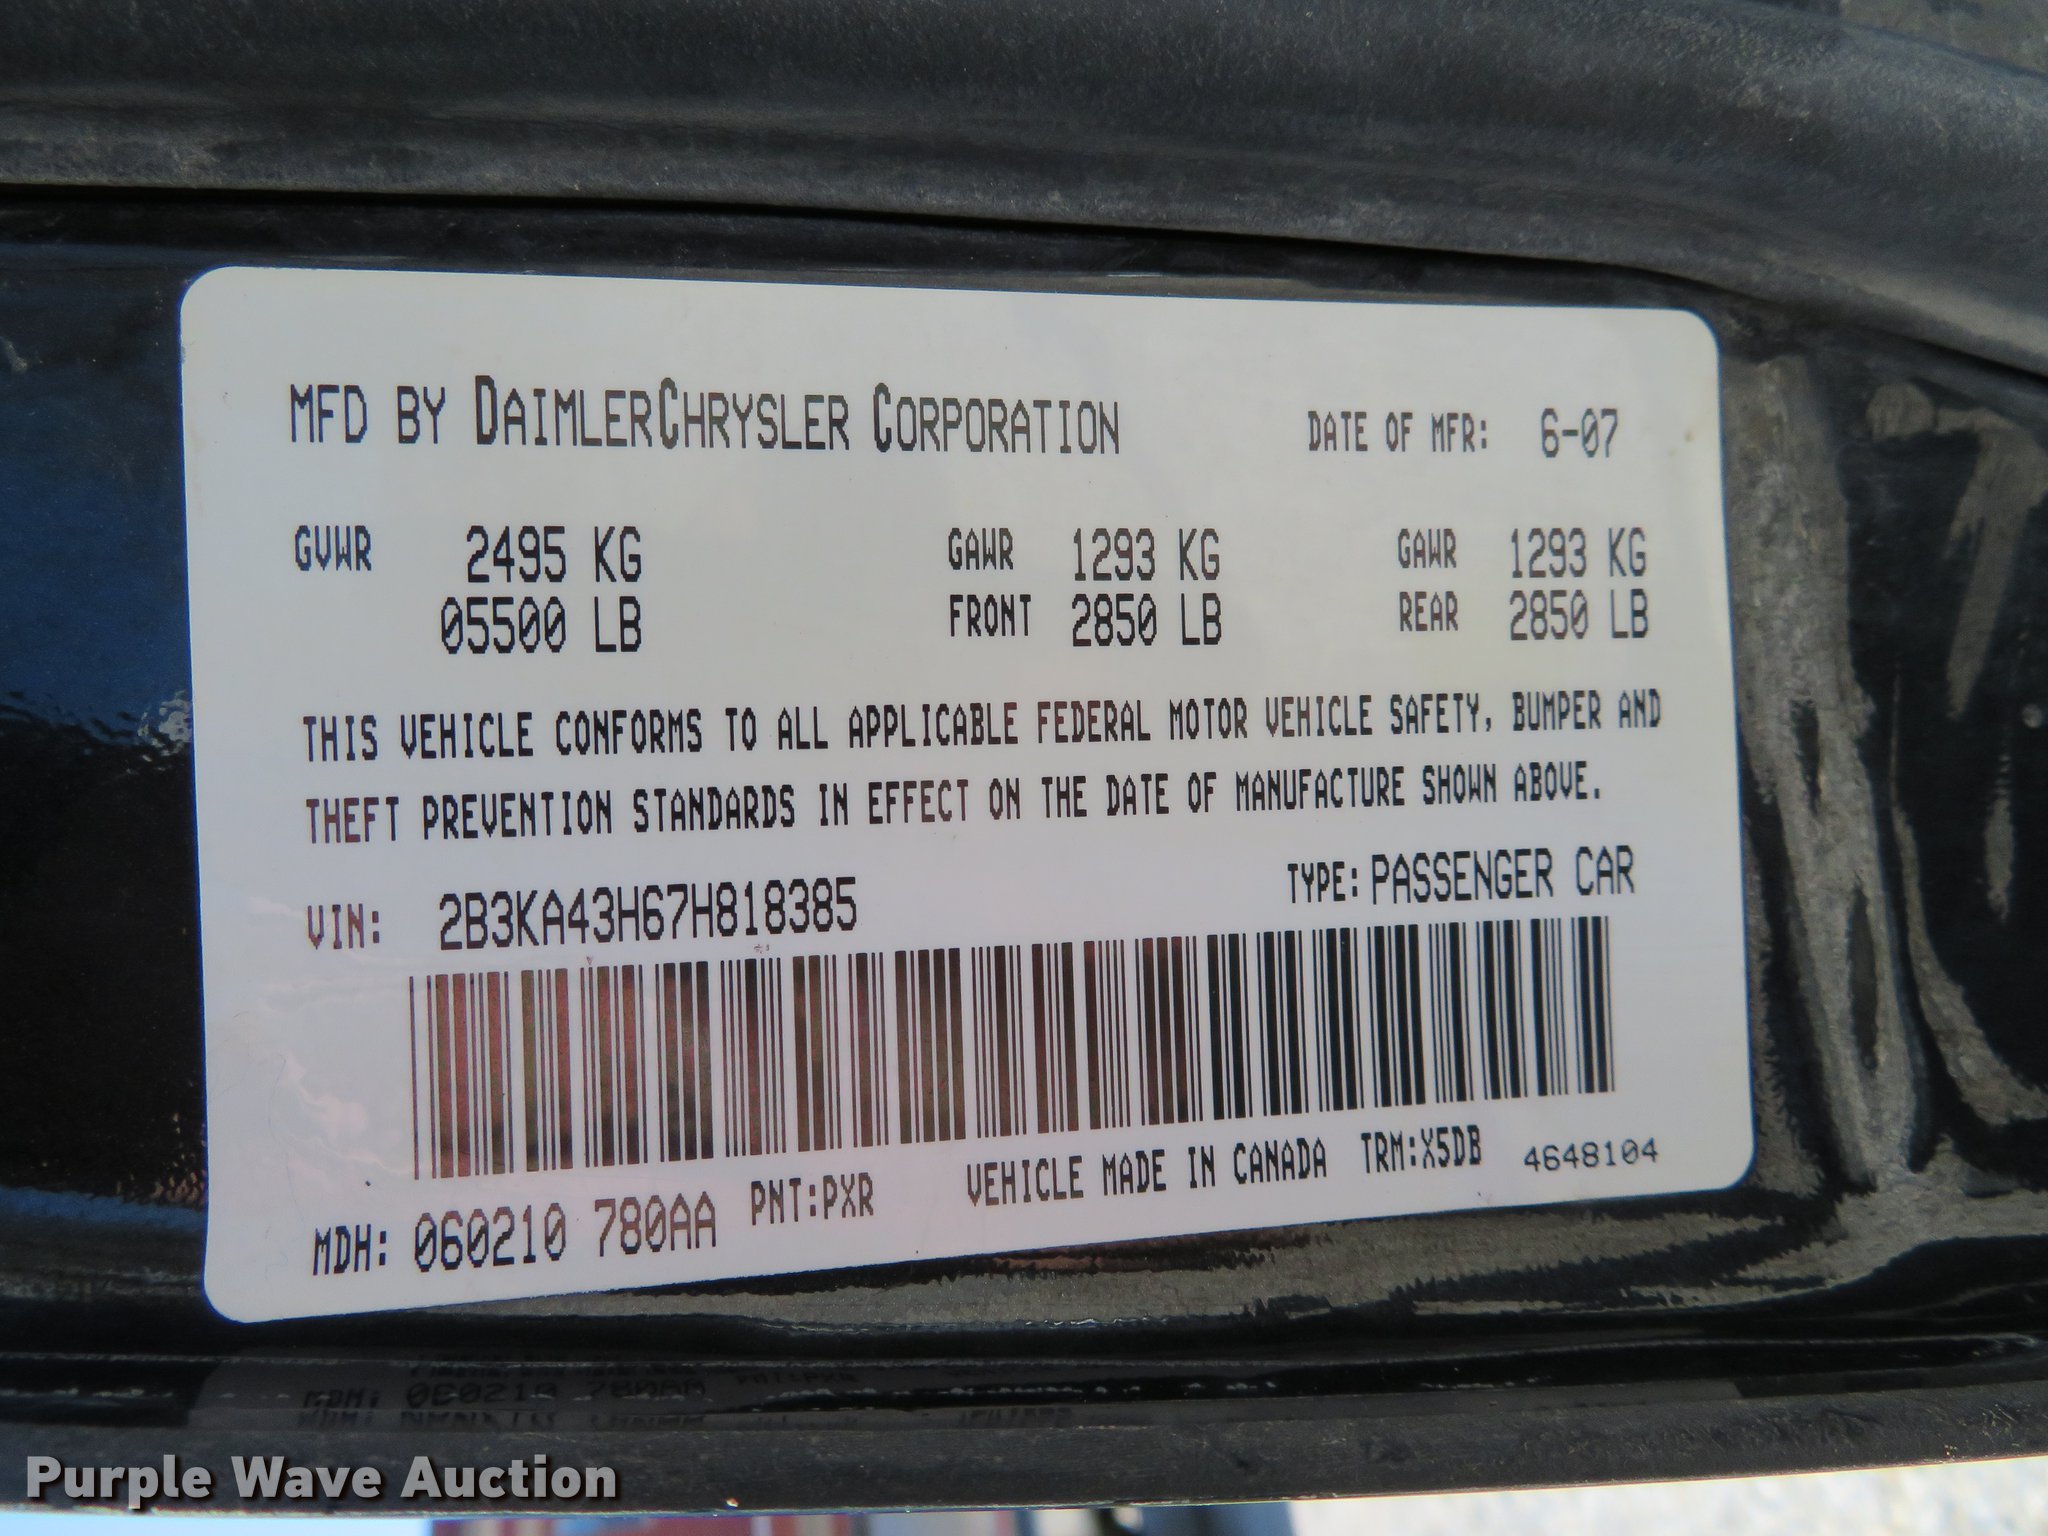 MFD BY DAIMLERCHRYSLER CORPORATION DATE OF MFR: 6-07
GVWR 2495 KG GAWR 1293 KG GAWR 1293 KG
05500 LB FRONT 2850 LB REAR 2850 LB
THIS VEHICLE CONFORMS TO ALL APPLICABLE FEDERAL MOTOR VEHICLE SAFETY, BUMPER AND
THEFT PREVENTION STANDARDS IN EFFECT ON THE DATE OF MANUFACTURE SHOWN ABOVE.
VIN: 2B3KA43H67H818385 TYPE: PASSENGER CAR
MDH: 060210 780AA PNT:PXR VEHICLE MADE IN CANADA TRM:X5DB 4648104
Purple Wave Auction